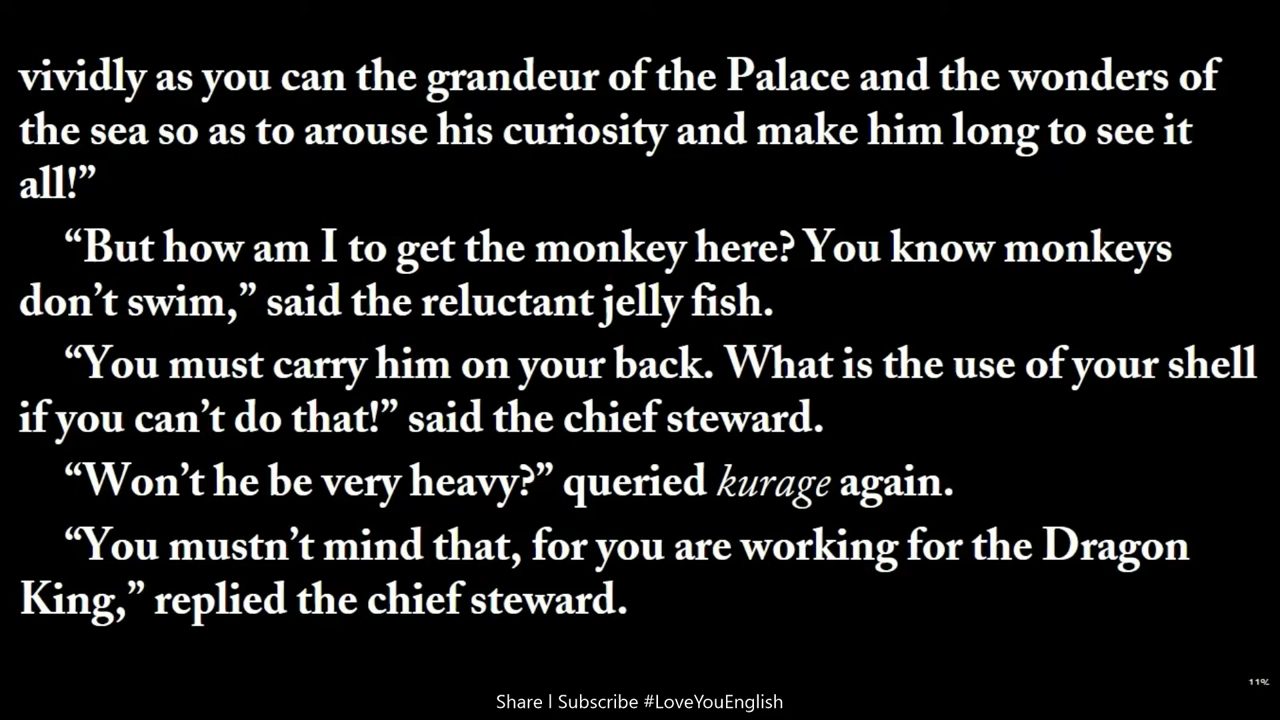 vividly as you can the grandeur of the Palace and the wonders of
the sea so as to arouse his curiosity and make him long to see it
all!”
“But how am I to get the monkey here? You know monkeys
don’t swim,” said the reluctant jelly fish.
“You must carry him on your back. What is the use of your shell
if you can’t do that!” said the chief steward.
“Won’t he be very heavy?” queried kurage again.
“You mustn’t mind that, for you are working for the Dragon
King,” replied the chief steward.
11%
Share | Subscribe #LoveYouEnglish